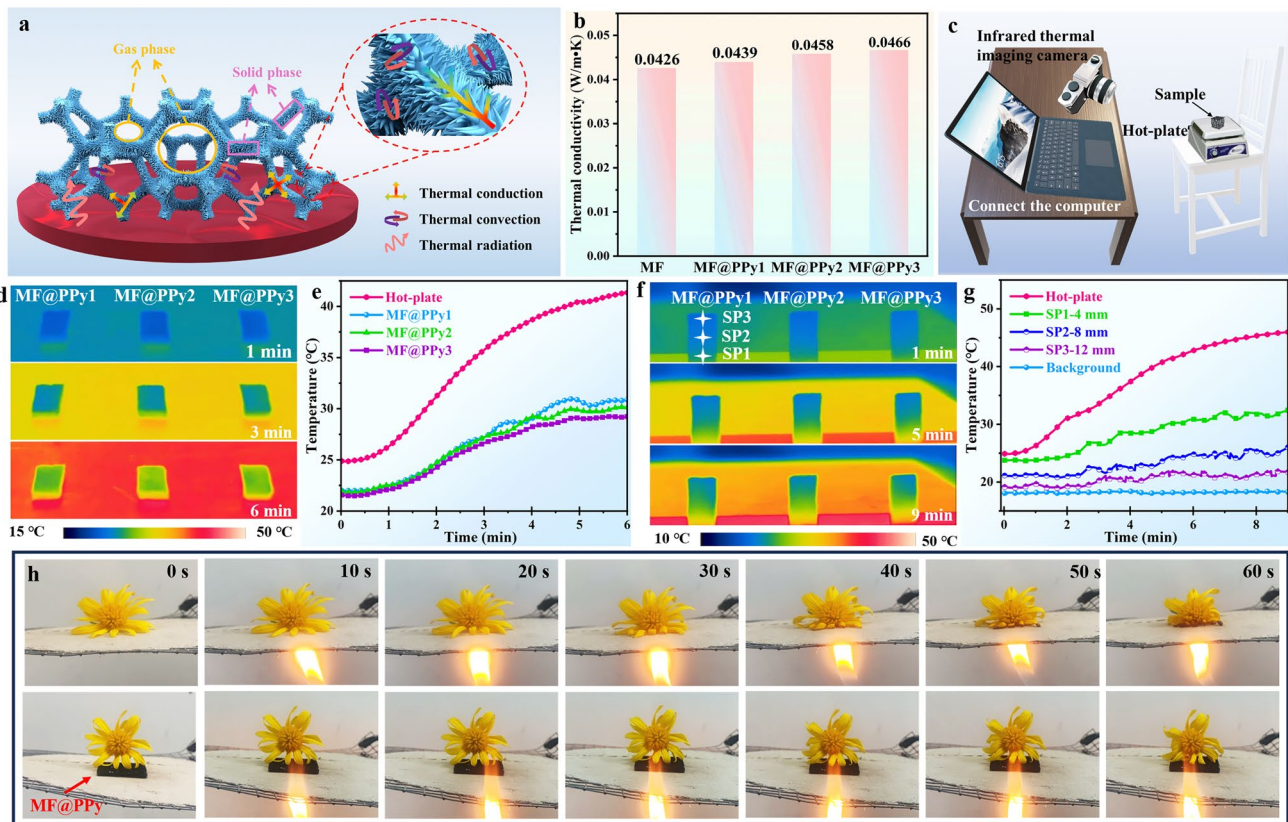 a
Gas phase
Solid phase
Thermal conduction
Thermal convection
Thermal radiation
b
Thermal conductivity (W/m•K)
0.05
0.04
0.03
0.02
0.01
0.00
0.0426
0.0439
0.0458
0.0466
MF
MF@PPy1
MF@PPy2
MF@PPy3
c
Infrared thermal
imaging camera
Sample
Hot-plate
Connect the computer
d
MF@PPy1
MF@PPy2
MF@PPy3
1 min
3 min
6 min
15 °C
50 °C
e
Temperature (°C)
40
35
30
25
20
Hot-plate
MF@PPy1
MF@PPy2
MF@PPy3
0 1 2 3 4 5 6
Time (min)
f
MF@PPy1
MF@PPy2
MF@PPy3
SP3
SP2
SP1
1 min
5 min
9 min
10 °C
50 °C
g
Temperature (°C)
50
40
30
20
Hot-plate
SP1-4 mm
SP2-8 mm
SP3-12 mm
Background
0 2 4 6 8
Time (min)
h
0 s
10 s
20 s
30 s
40 s
50 s
60 s
MF@PPy